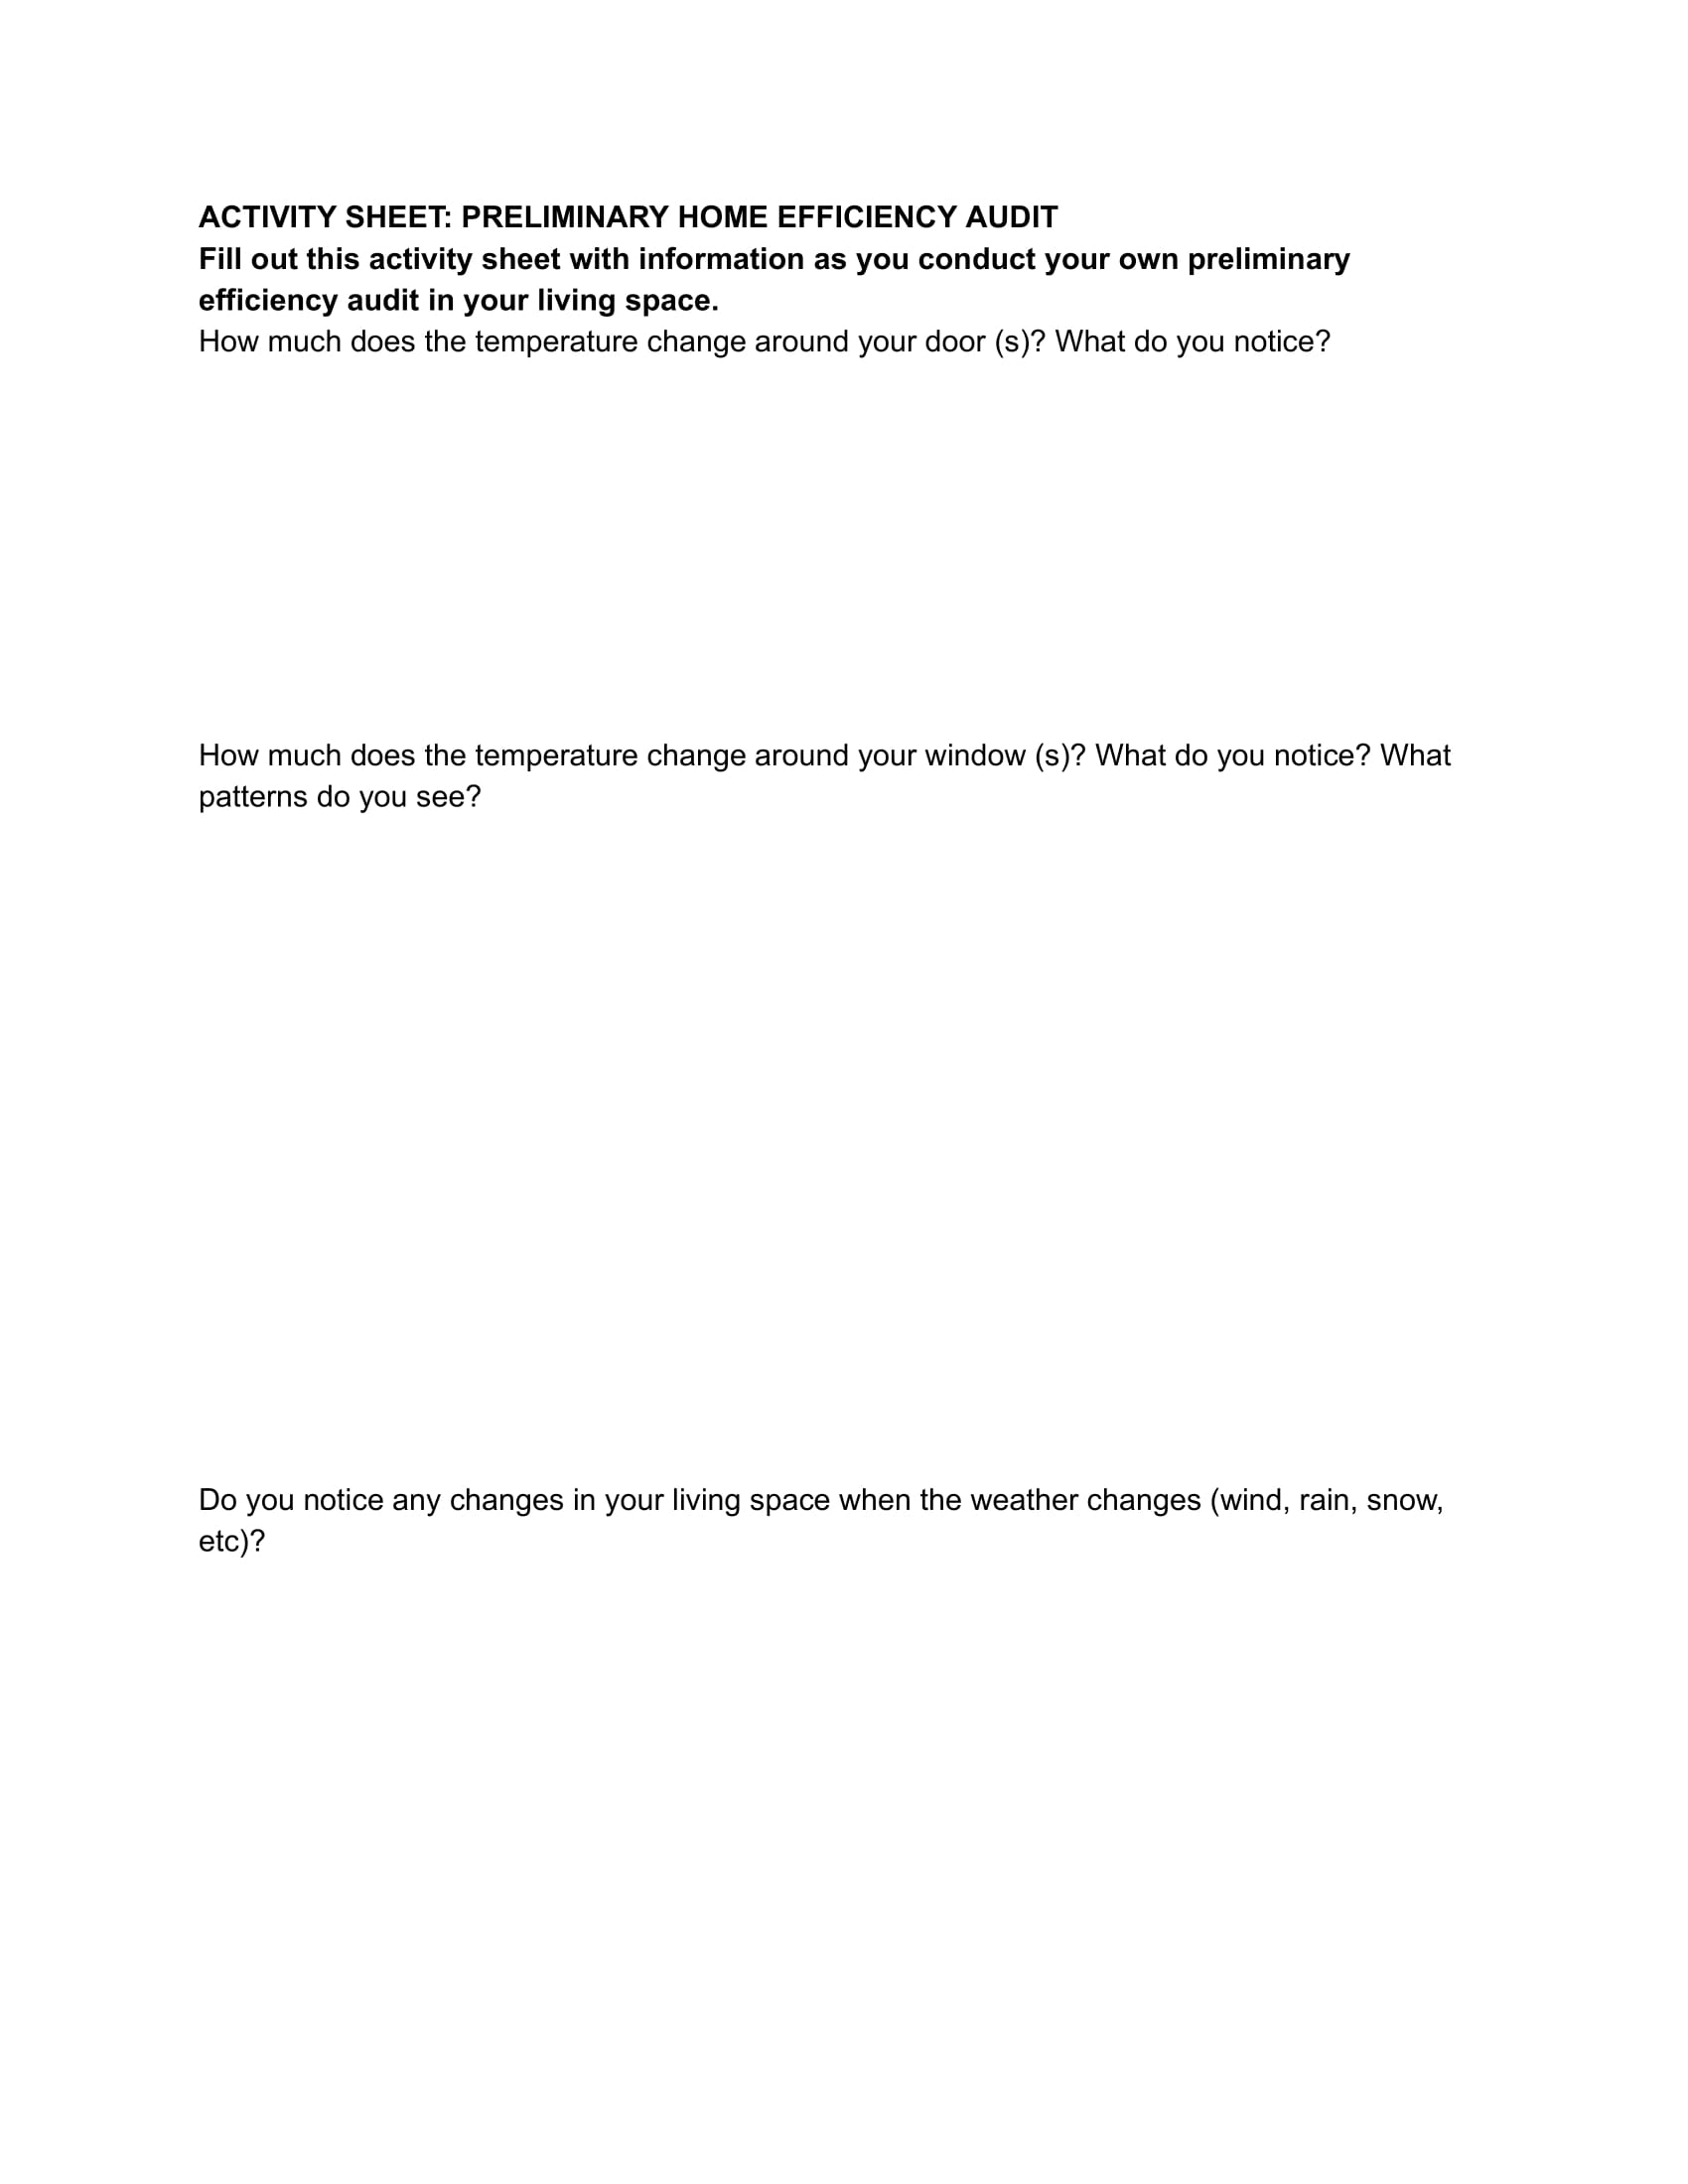 ACTIVITY SHEET: PRELIMINARY HOME EFFICIENCY AUDIT
Fill out this activity sheet with information as you conduct your own preliminary
efficiency audit in your living space.
How much does the temperature change around your door (s)? What do you notice?
How much does the temperature change around your window (s)? What do you notice? What
patterns do you see?
Do you notice any changes in your living space when the weather changes (wind, rain, snow,
etc)?